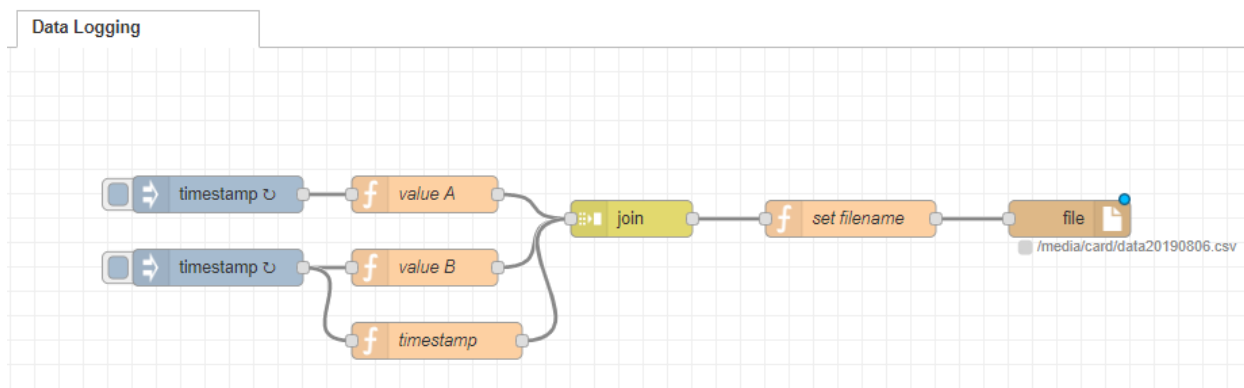 Data Logging
timestamp ↻
value A
join
set filename
file
/media/card/data20190806.csv
timestamp ↻
value B
timestamp